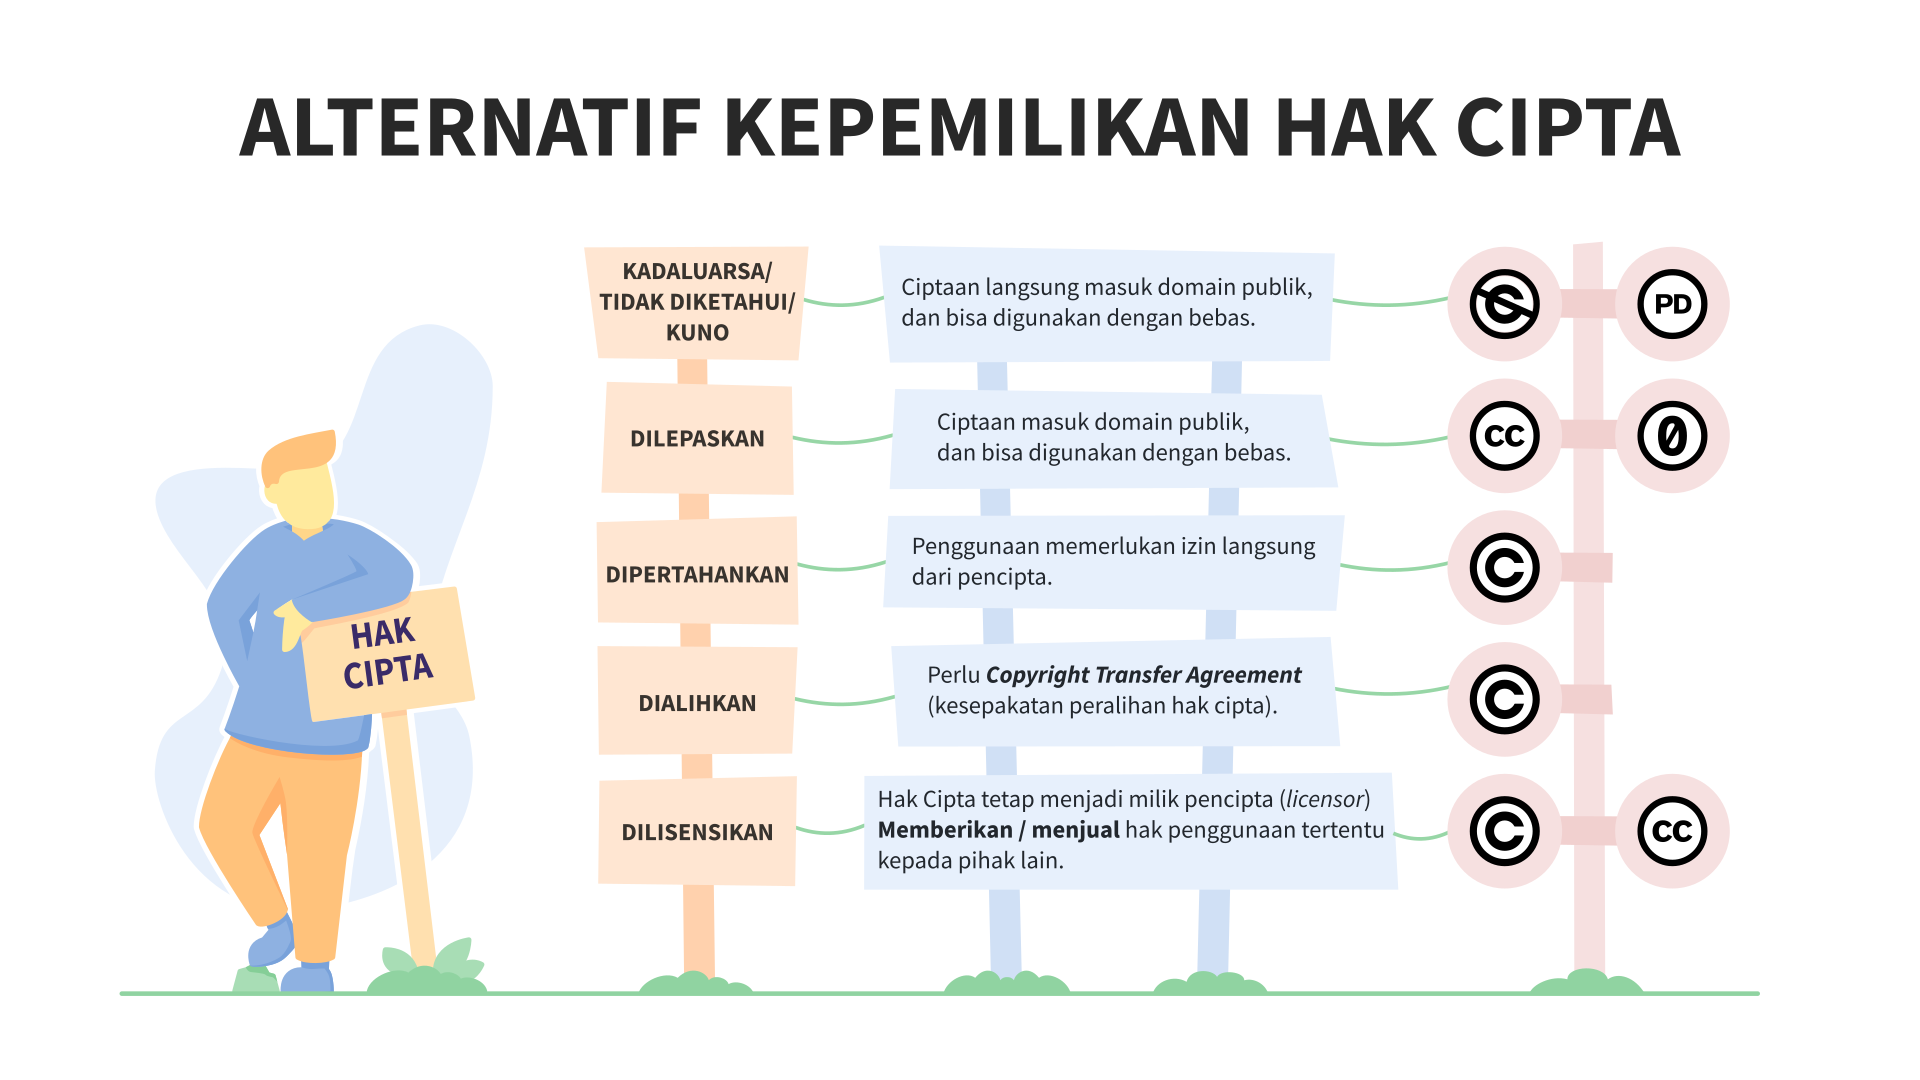 ALTERNATIF KEPEMILIKAN HAK CIPTA
HAK
CIPTA
KADALUARSA/
TIDAK DIKETAHUI/
KUNO
Ciptaan langsung masuk domain publik,
dan bisa digunakan dengan bebas.
C
PD
DILEPASKAN
Ciptaan masuk domain publik,
dan bisa digunakan dengan bebas.
CC
0
DIPERTAHANKAN
Penggunaan memerlukan izin langsung
dari pencipta.
C
DIALIHKAN
Perlu Copyright Transfer Agreement
(kesepakatan peralihan hak cipta).
C
DILISENSIKAN
Hak Cipta tetap menjadi milik pencipta (licensor)
Memberikan / menjual hak penggunaan tertentu
kepada pihak lain.
C
CC